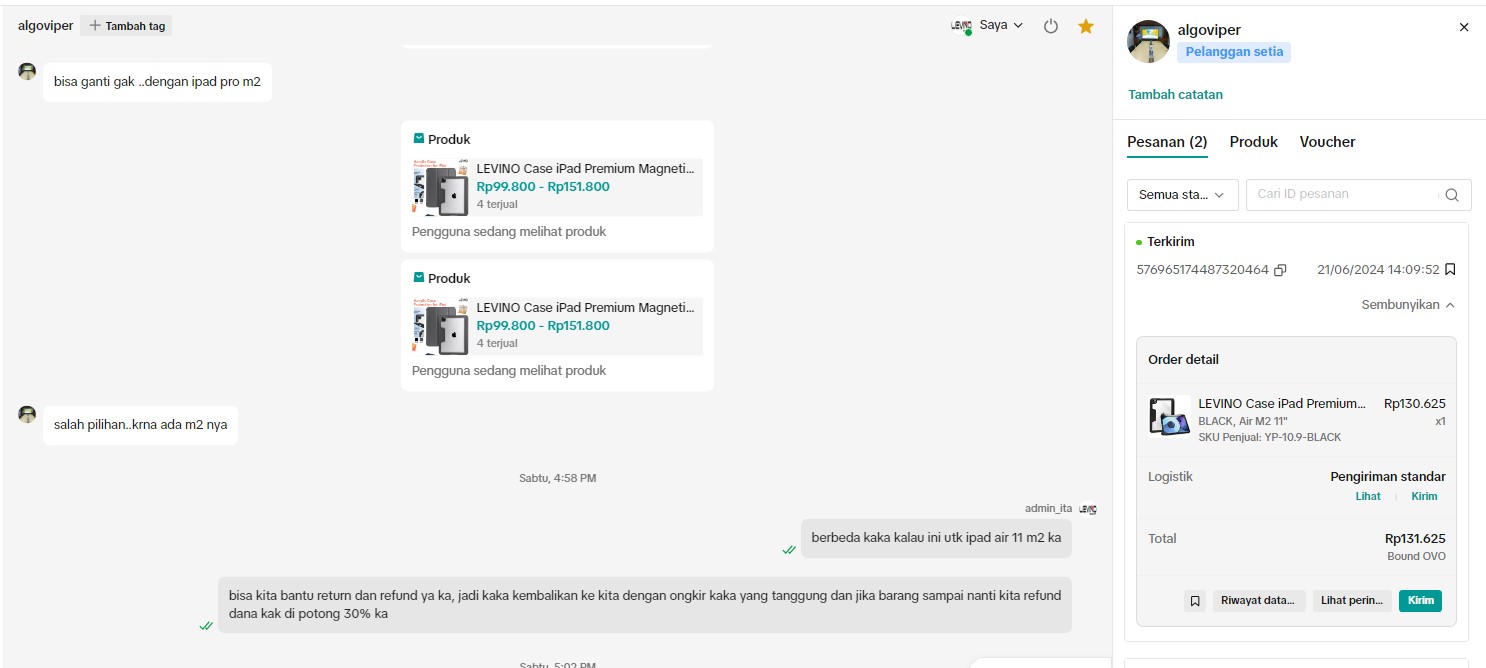 algoviper
+ Tambah tag
LEVINO
Saya
bisa ganti gak ..dengan ipad pro m2
Produk
LEVINO Case iPad Premium Magneti...
Rp99.800 - Rp151.800
4 terjual
Pengguna sedang melihat produk
Produk
LEVINO Case iPad Premium Magneti...
Rp99.800 - Rp151.800
4 terjual
Pengguna sedang melihat produk
salah pilihan..krna ada m2 nya
Sabtu, 4:58 PM
admin_ita
LEVINO
berbeda kaka kalau ini utk ipad air 11 m2 ka
bisa kita bantu return dan refund ya ka, jadi kaka kembalikan ke kita dengan ongkir kaka yang tanggung dan jika barang sampai nanti kita refund
dana kak di potong 30% ka
Sabtu, 5:02 PM
algoviper
Pelanggan setia
Tambah catatan
Pesanan (2)
Produk
Voucher
Semua sta...
Cari ID pesanan
Terkirim
576965174487320464
21/06/2024 14:09:52
Sembunyikan
Order detail
LEVINO Case iPad Premium...
Rp130.625
BLACK, Air M2 11"
x1
SKU Penjual: YP-10.9-BLACK
Logistik
Pengiriman standar
Lihat
Kirim
Total
Rp131.625
Bound OVO
Riwayat data...
Lihat perin...
Kirim